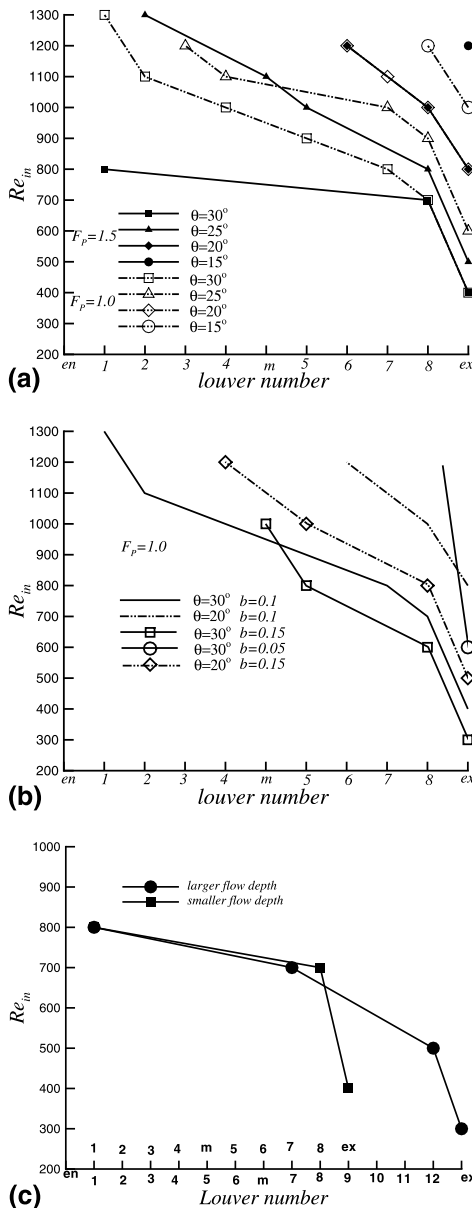 1300
1200
1100
1000
900
800
700
600
500
400
300
200
Re_in
F_P=1.5
θ=30°
θ=25°
θ=20°
θ=15°
F_P=1.0
θ=30°
θ=25°
θ=20°
θ=15°
en 1 2 3 4 m 5 6 7 8 ex
(a) louver number
1300
1200
1100
1000
900
800
700
600
500
400
300
200
Re_in
F_P=1.0
θ=30° b=0.1
θ=20° b=0.1
θ=30° b=0.15
θ=30° b=0.05
θ=20° b=0.15
en 1 2 3 4 m 5 6 7 8 ex
(b) louver number
1000
900
800
700
600
500
400
300
200
Re_in
larger flow depth
smaller flow depth
1 2 3 4 m 5 6 7 8 ex
en 1 2 3 4 5 6 m 7 8 9 10 11 12 ex
(c) Louver number